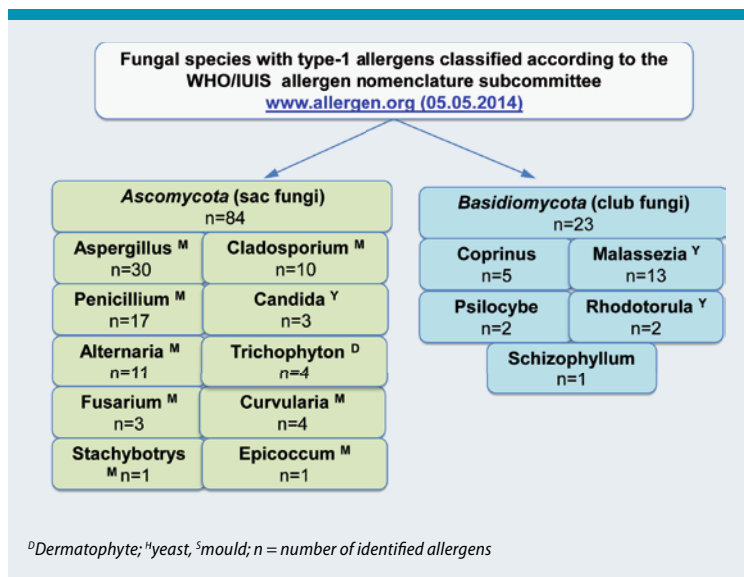 Fungal species with type-1 allergens classified according to the
WHO/IUIS allergen nomenclature subcommittee
www.allergen.org (05.05.2014)
Ascomycota (sac fungi)
n=84
Aspergillus M
n=30
Cladosporium M
n=10
Penicillium M
n=17
Candida Y
n=3
Alternaria M
n=11
Trichophyton D
n=4
Fusarium M
n=3
Curvularia M
n=4
Stachybotrys
M n=1
Epicoccum M
n=1
Basidiomycota (club fungi)
n=23
Coprinus
n=5
Malassezia Y
n=13
Psilocybe
n=2
Rhodotorula Y
n=2
Schizophyllum
n=1
DDermatophyte; Hyeast, Smould; n = number of identified allergens